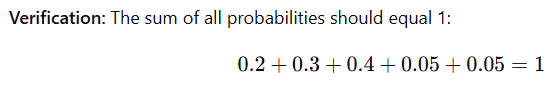 Verification: The sum of all probabilities should equal 1:
0.2 + 0.3 + 0.4 + 0.05 + 0.05 = 1